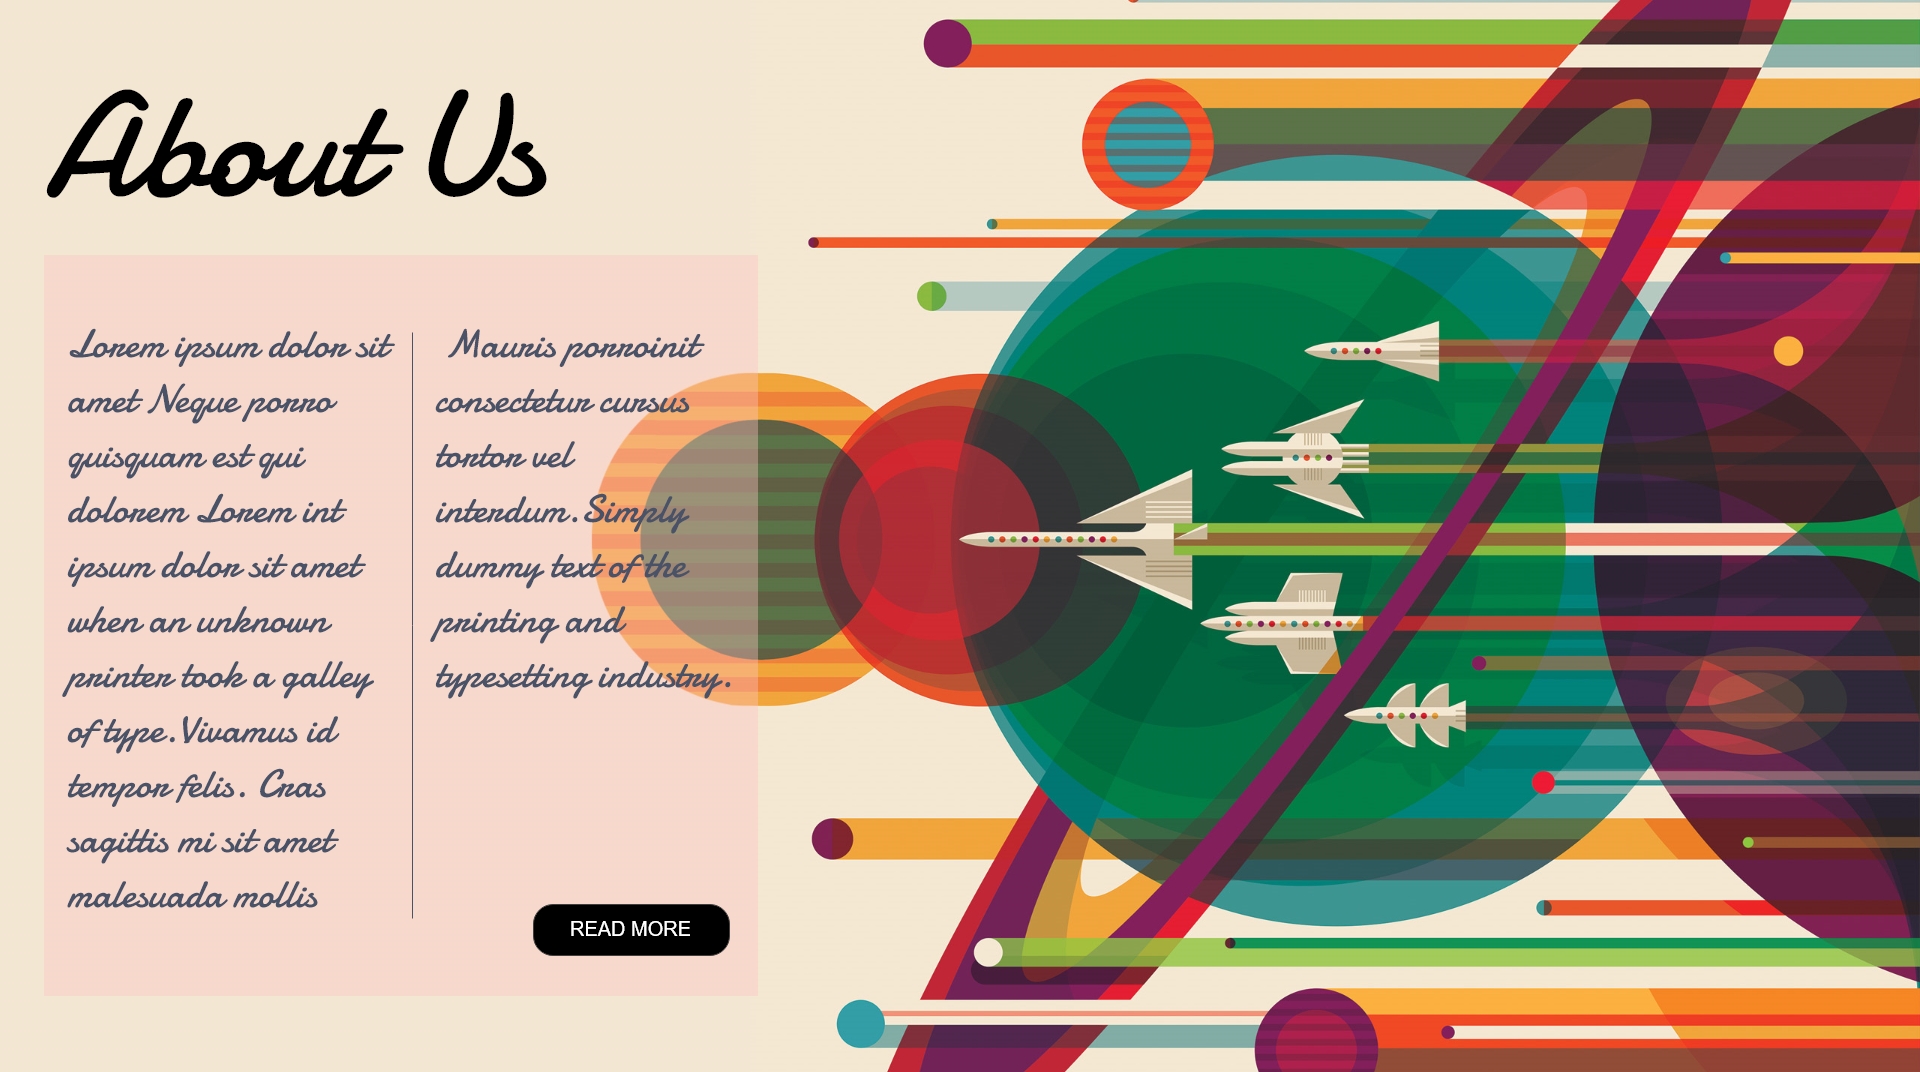 About Us
Lorem ipsum dolor sit
amet Neque porro
quisquam est qui
dolorem Lorem int
ipsum dolor sit amet
when an unknown
printer took a galley
of type.Vivamus id
tempor felis. Cras
sagittis mi sit amet
malesuada mollis
Mauris porroinit
consectetur cursus
tortor vel
interdum.Simply
dummy text of the
printing and
typesetting industry.
READ MORE